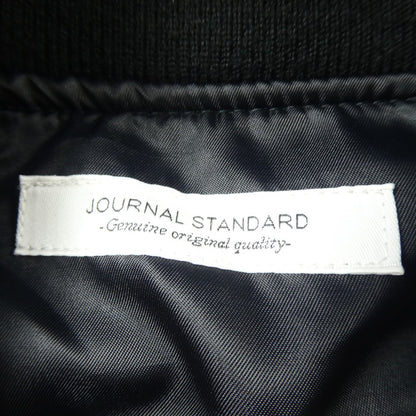 JOURNAL STANDARD
-Genuine original quality-